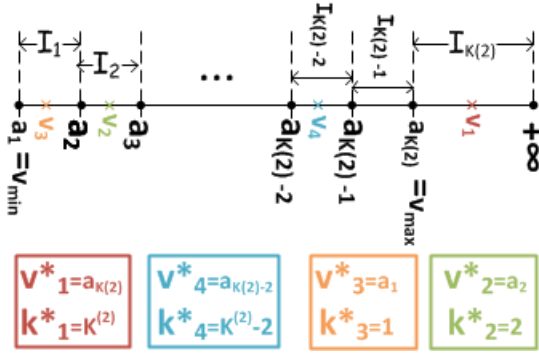 I₁
I₂
...
I_K(2)-2
I_K(2)-1
I_K(2)
a₁=v_min
v₃
a₂
v₂
a₃
a_K(2)-2
v₄
a_K(2)-1
a_K(2)=v_max
v₁
+∞
v*₁=a_K(2)
k*₁=K⁽²⁾
v*₄=a_K(2)-2
k*₄=K⁽²⁾-2
v*₃=a₁
k*₃=1
v*₂=a₂
k*₂=2